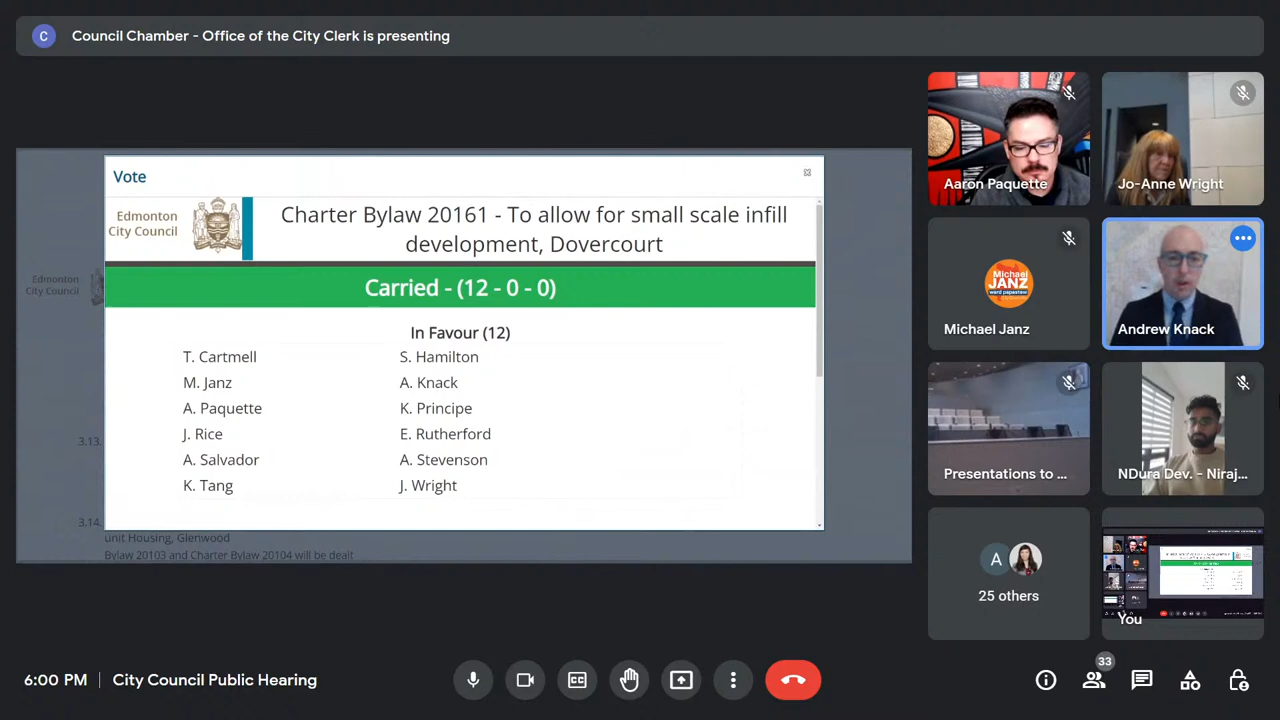 C Council Chamber - Office of the City Clerk is presenting
Vote
Edmonton
City Council
Charter Bylaw 20161 - To allow for small scale infill
development, Dovercourt
Carried - (12 - 0 - 0)
In Favour (12)
T. Cartmell S. Hamilton
M. Janz A. Knack
A. Paquette K. Principe
J. Rice E. Rutherford
A. Salvador A. Stevenson
K. Tang J. Wright
Edmonton
City Council
3.13.
3.14.
unit Housing, Glenwood
Bylaw 20103 and Charter Bylaw 20104 will be dealt
Aaron Paquette
Jo-Anne Wright
Michael
JANZ
ward papastew
Michael Janz
Andrew Knack
Presentations to ...
NDura Dev. - Niraj...
A
25 others
You
6:00 PM | City Council Public Hearing
33